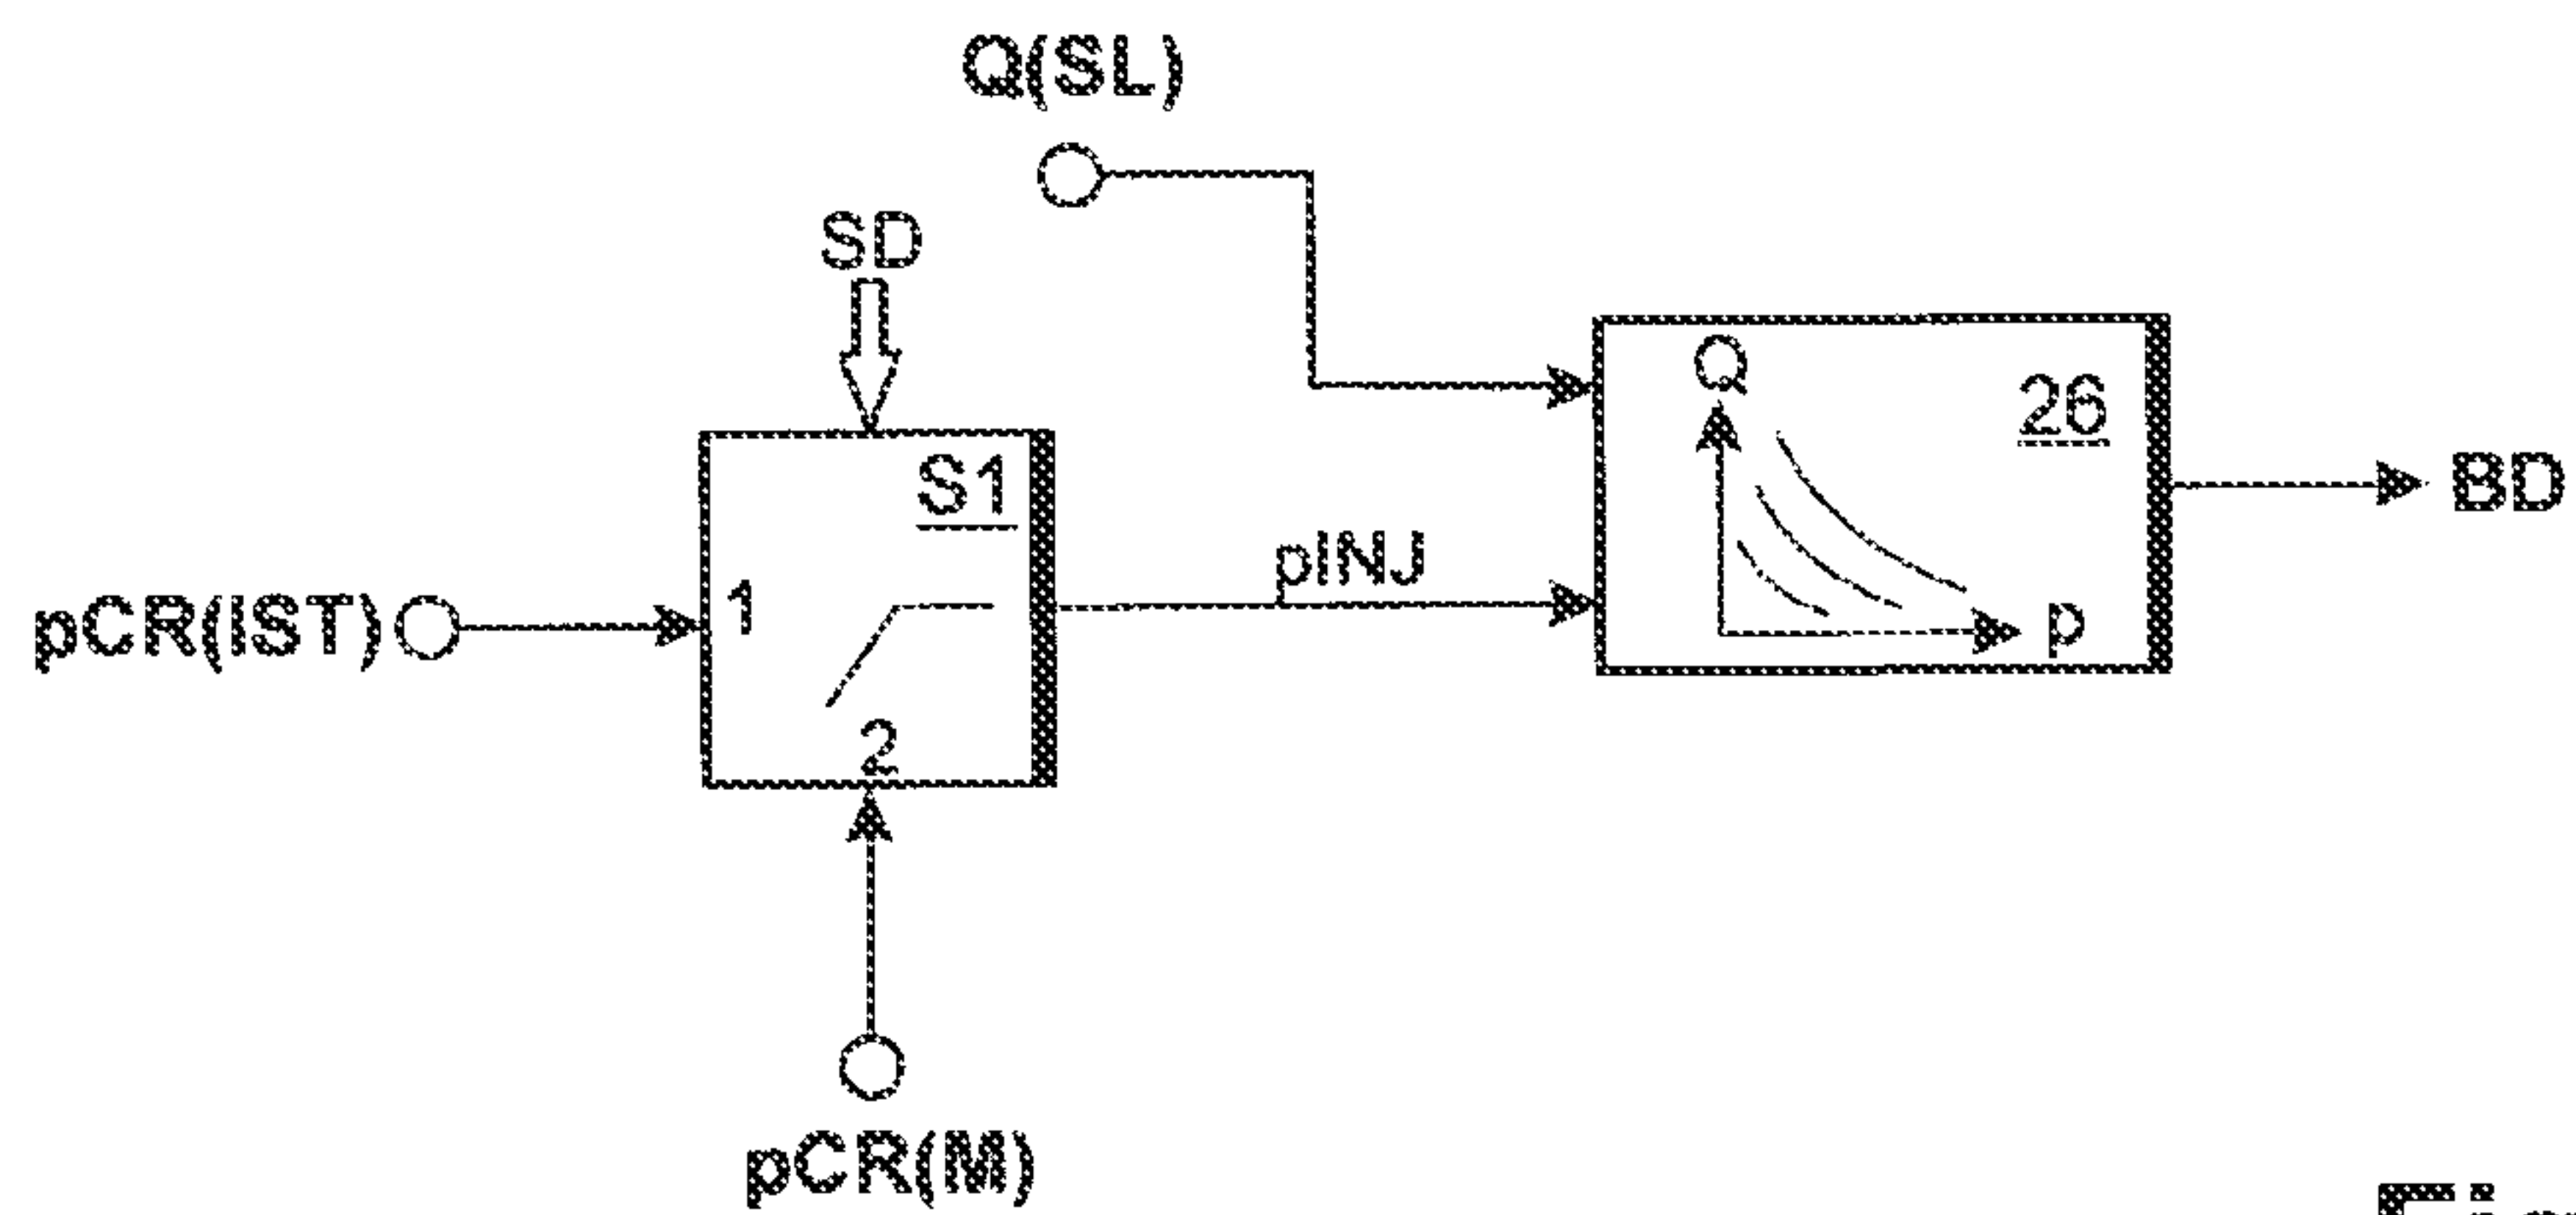 Q(SL)
SD
Q
26
S1
BD
pINJ
1
pCR(IST)
p
2
pCR(M)